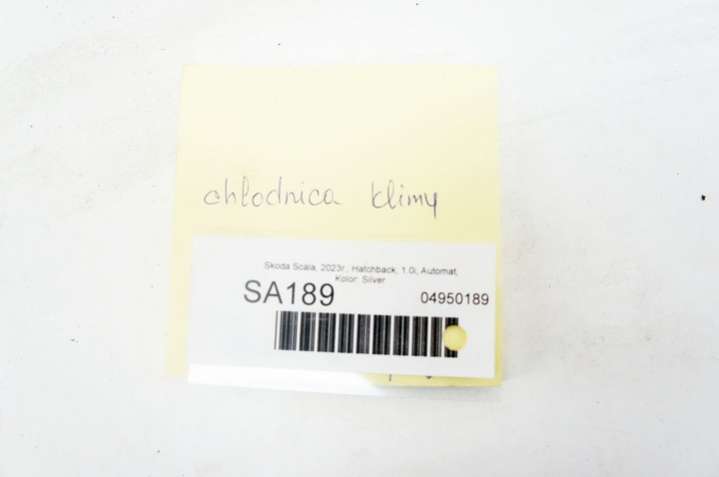 chłodnica klimy
Skoda Scala, 2023r., Hatchback, 1.0i, Automat,
Kolor: Silver
SA189 04950189